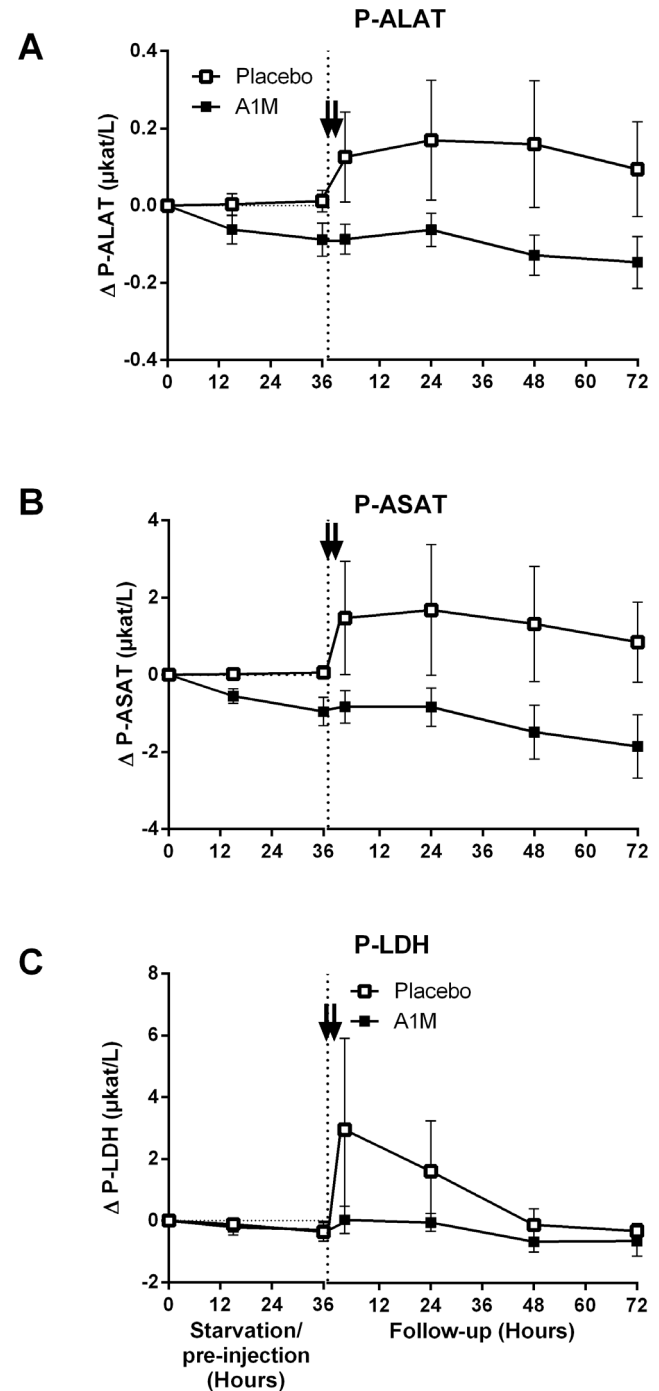 P-ALAT
A
Placebo
A1M
Δ P-ALAT (μkat/L)
0.4
0.2
0.0
-0.2
-0.4
0 12 24 36 12 24 36 48 60 72
B
P-ASAT
Δ P-ASAT (μkat/L)
4
2
0
-2
-4
0 12 24 36 12 24 36 48 60 72
C
P-LDH
Placebo
A1M
Δ P-LDH (μkat/L)
8
6
4
2
0
-2
0 12 24 36 12 24 36 48 60 72
Starvation/
pre-injection
(Hours)
Follow-up (Hours)